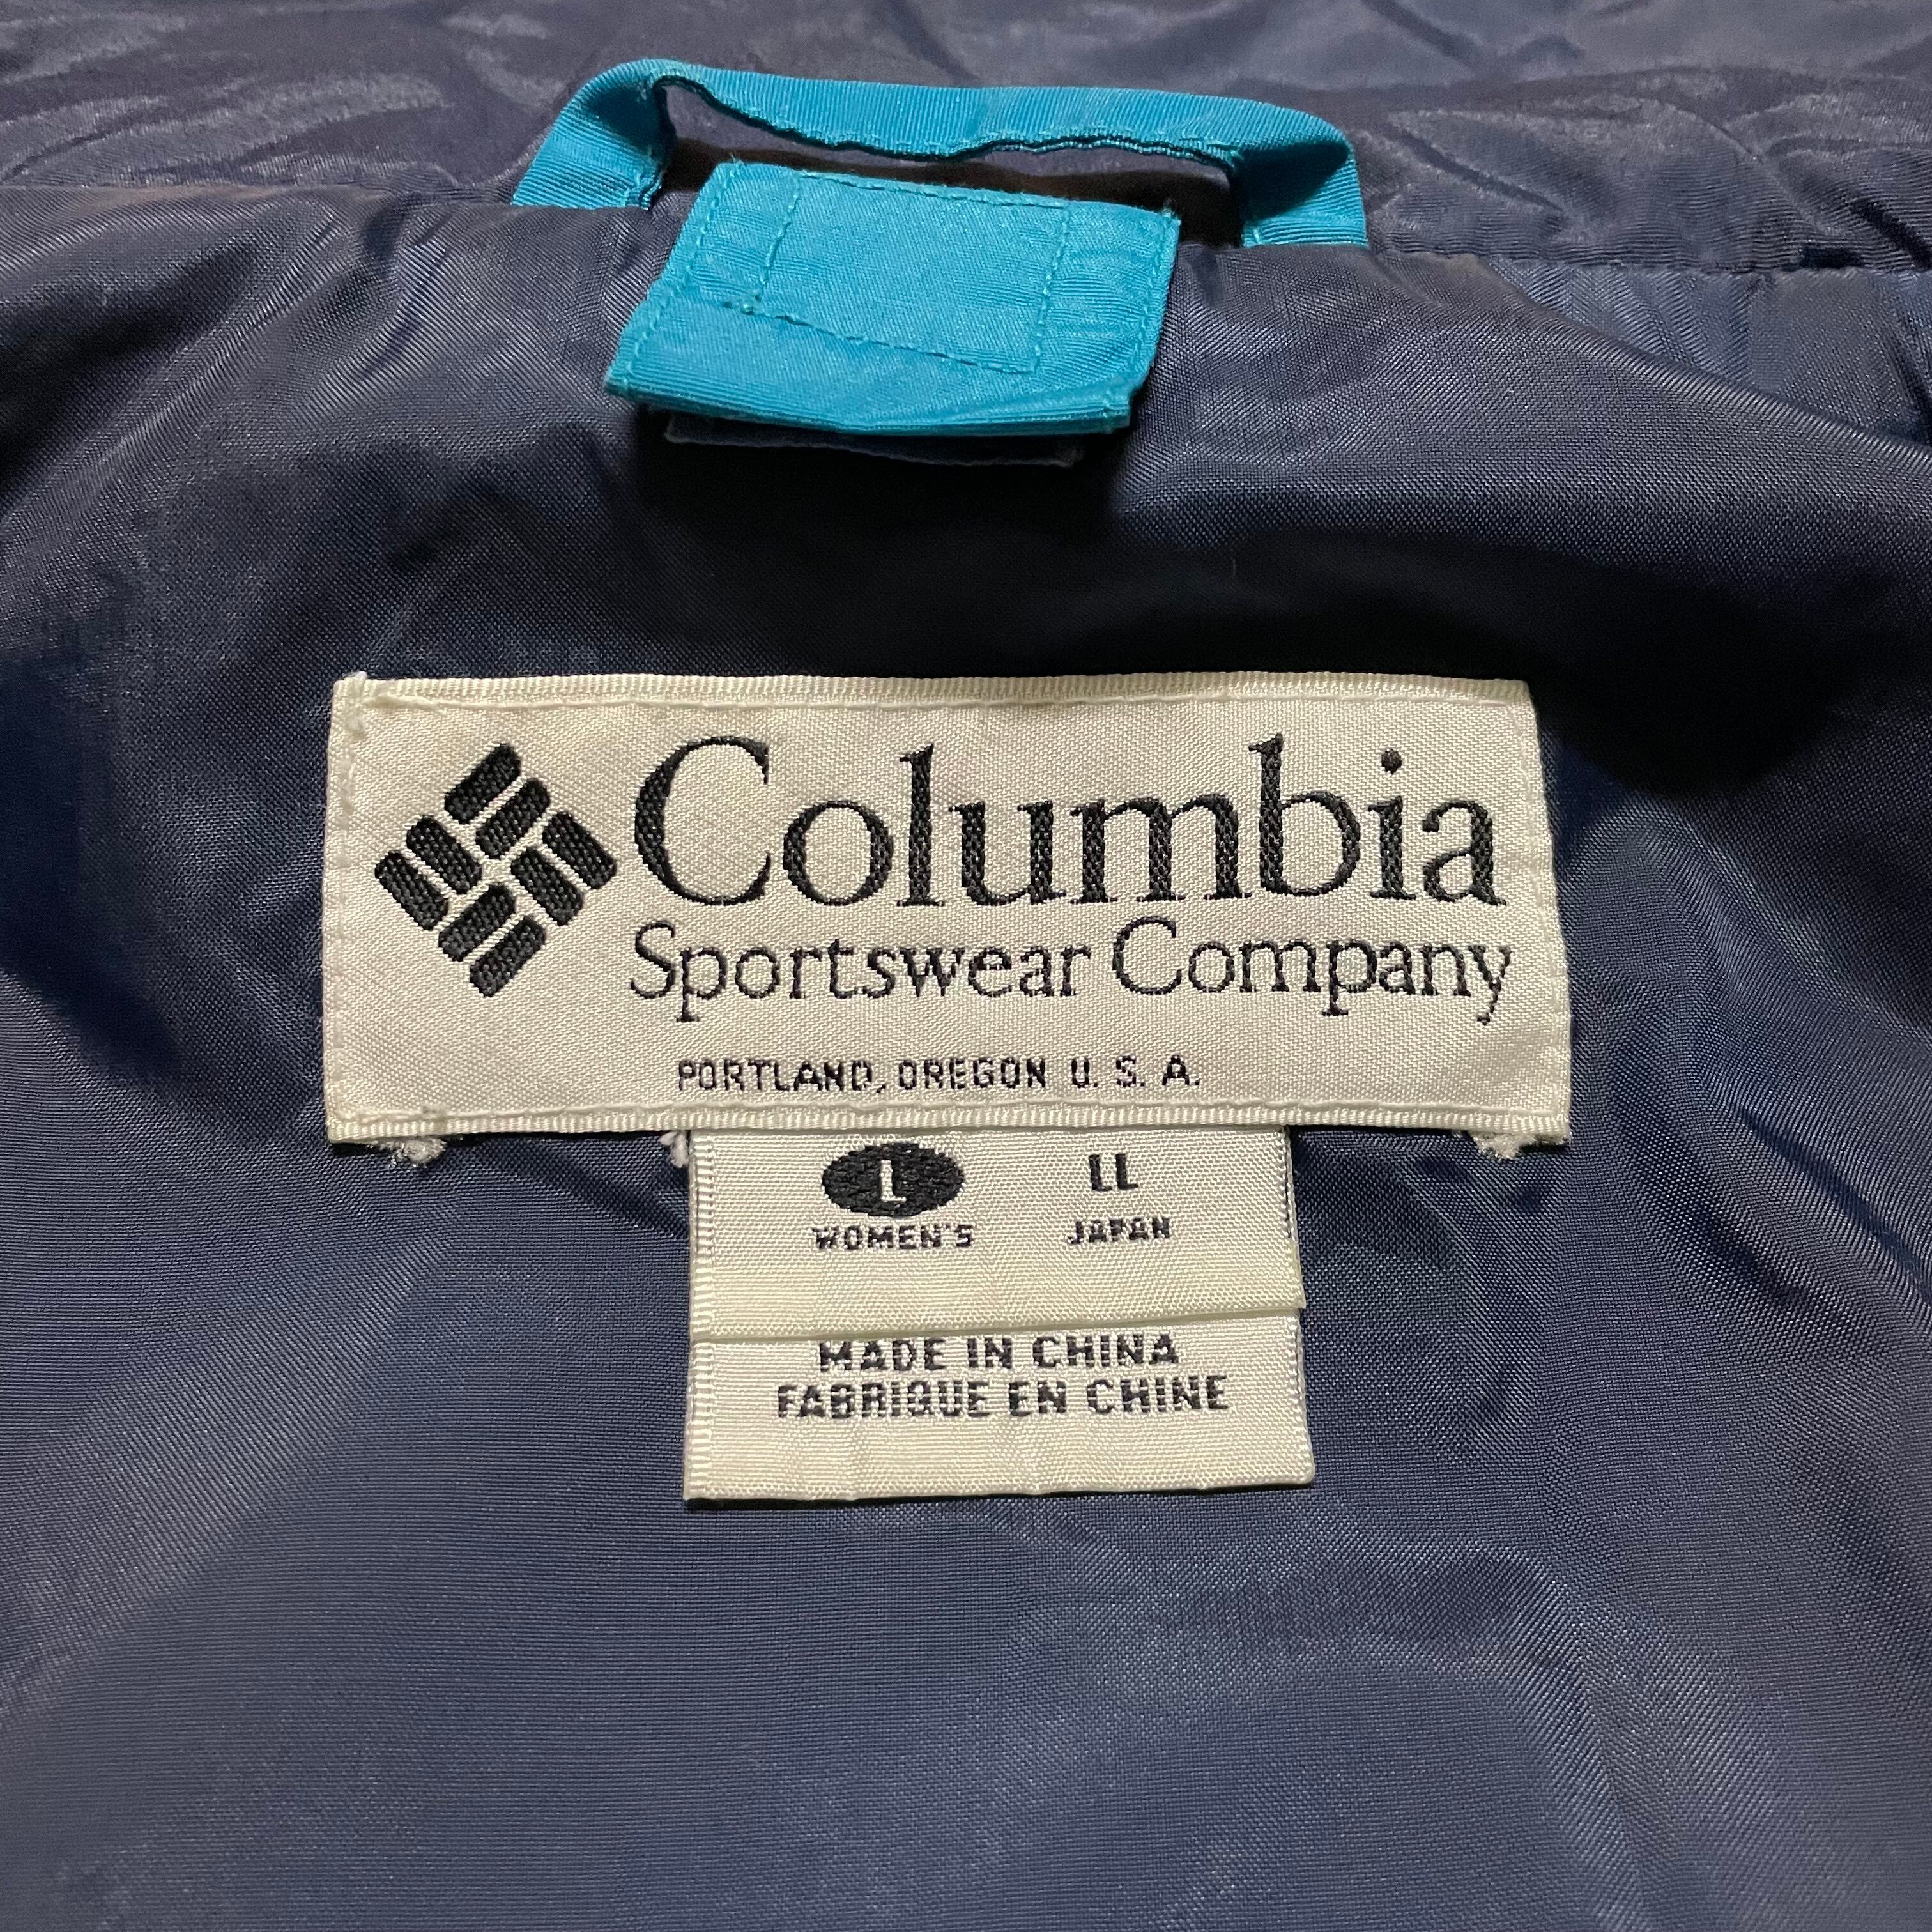 Columbia
Sportswear Company
PORTLAND, OREGON U. S. A.
L LL
WOMEN'S JAPAN
MADE IN CHINA
FABRIQUE EN CHINE